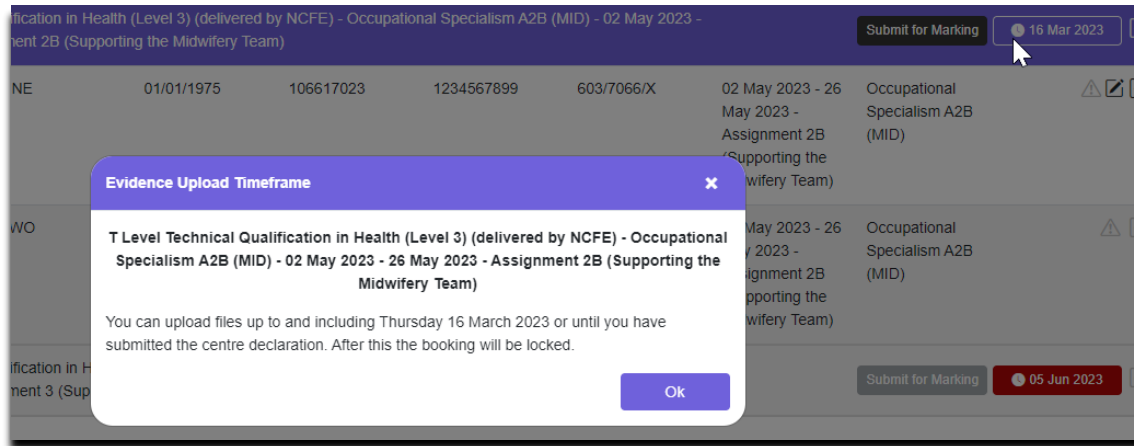 fication in Health (Level 3) (delivered by NCFE) - Occupational Specialism A2B (MID) - 02 May 2023 -
ent 2B (Supporting the Midwifery Team)
Submit for Marking
16 Mar 2023
NE 01/01/1975 106617023 1234567899 603/7066/X
02 May 2023 - 26
May 2023 -
Assignment 2B
(Supporting the
wifery Team)
Occupational
Specialism A2B
(MID)
Evidence Upload Timeframe
T Level Technical Qualification in Health (Level 3) (delivered by NCFE) - Occupational
Specialism A2B (MID) - 02 May 2023 - 26 May 2023 - Assignment 2B (Supporting the
Midwifery Team)
You can upload files up to and including Thursday 16 March 2023 or until you have
submitted the centre declaration. After this the booking will be locked.
Ok
WO
May 2023 - 26
y 2023 -
ignment 2B
pporting the
wifery Team)
Occupational
Specialism A2B
(MID)
ification in H
ment 3 (Sup
Submit for Marking
05 Jun 2023